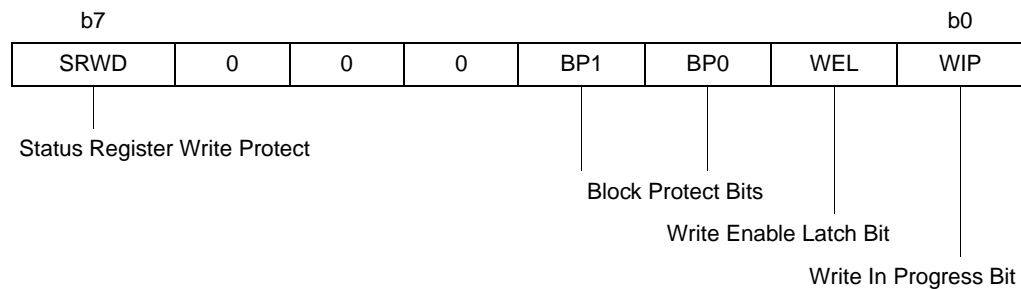 b7 b0
SRWD 0 0 0 BP1 BP0 WEL WIP
Status Register Write Protect
Block Protect Bits
Write Enable Latch Bit
Write In Progress Bit